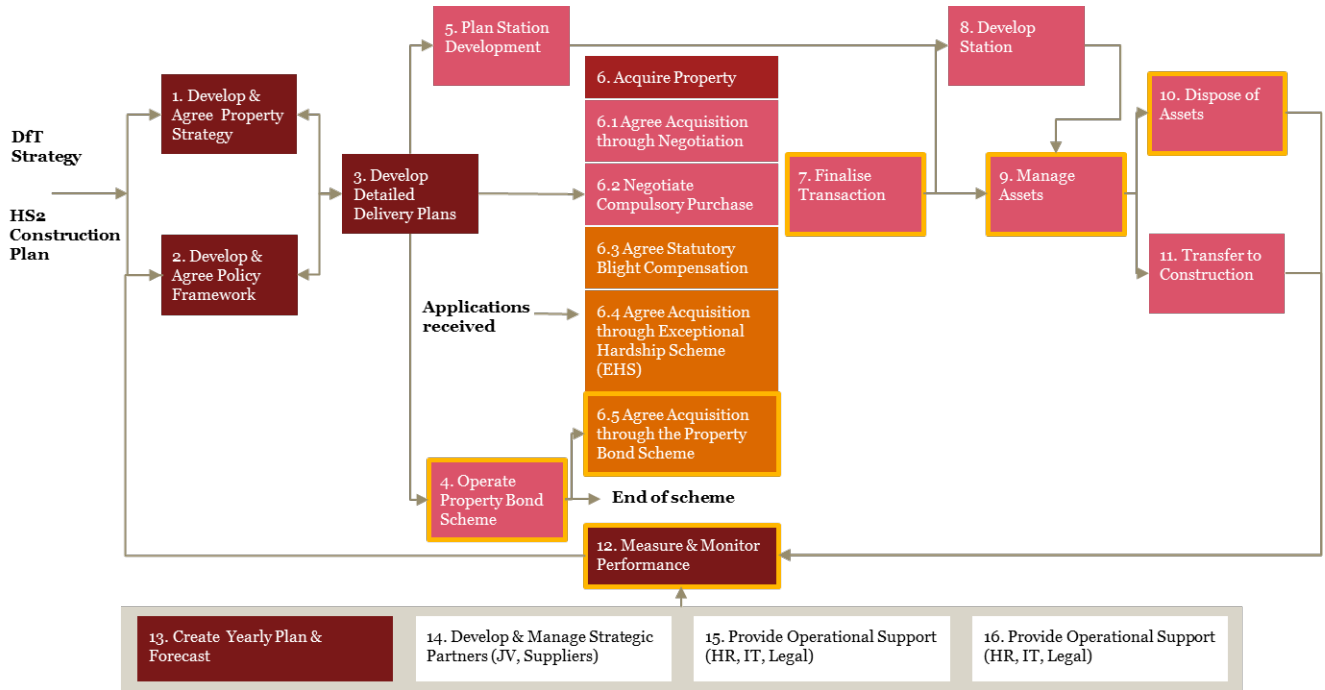 DfT
Strategy
HS2
Construction
Plan
1. Develop &
Agree Property
Strategy
2. Develop &
Agree Policy
Framework
3. Develop
Detailed
Delivery Plans
5. Plan Station
Development
6. Acquire Property
6.1 Agree Acquisition
through Negotiation
6.2 Negotiate
Compulsory Purchase
6.3 Agree Statutory
Blight Compensation
Applications
received
6.4 Agree Acquisition
through Exceptional
Hardship Scheme
(EHS)
6.5 Agree Acquisition
through the Property
Bond Scheme
4. Operate
Property Bond
Scheme
End of scheme
7. Finalise
Transaction
8. Develop
Station
9. Manage
Assets
10. Dispose of
Assets
11. Transfer to
Construction
12. Measure & Monitor
Performance
13. Create Yearly Plan &
Forecast
14. Develop & Manage Strategic
Partners (JV, Suppliers)
15. Provide Operational Support
(HR, IT, Legal)
16. Provide Operational Support
(HR, IT, Legal)